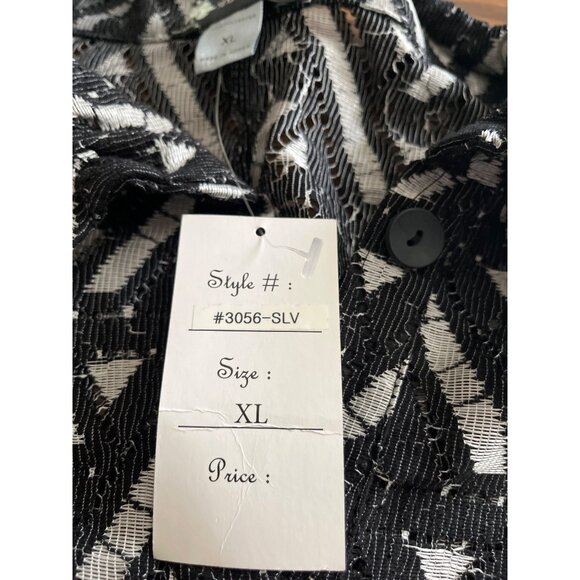 XL
Style # :
#3056-SLV
Size :
XL
Price :